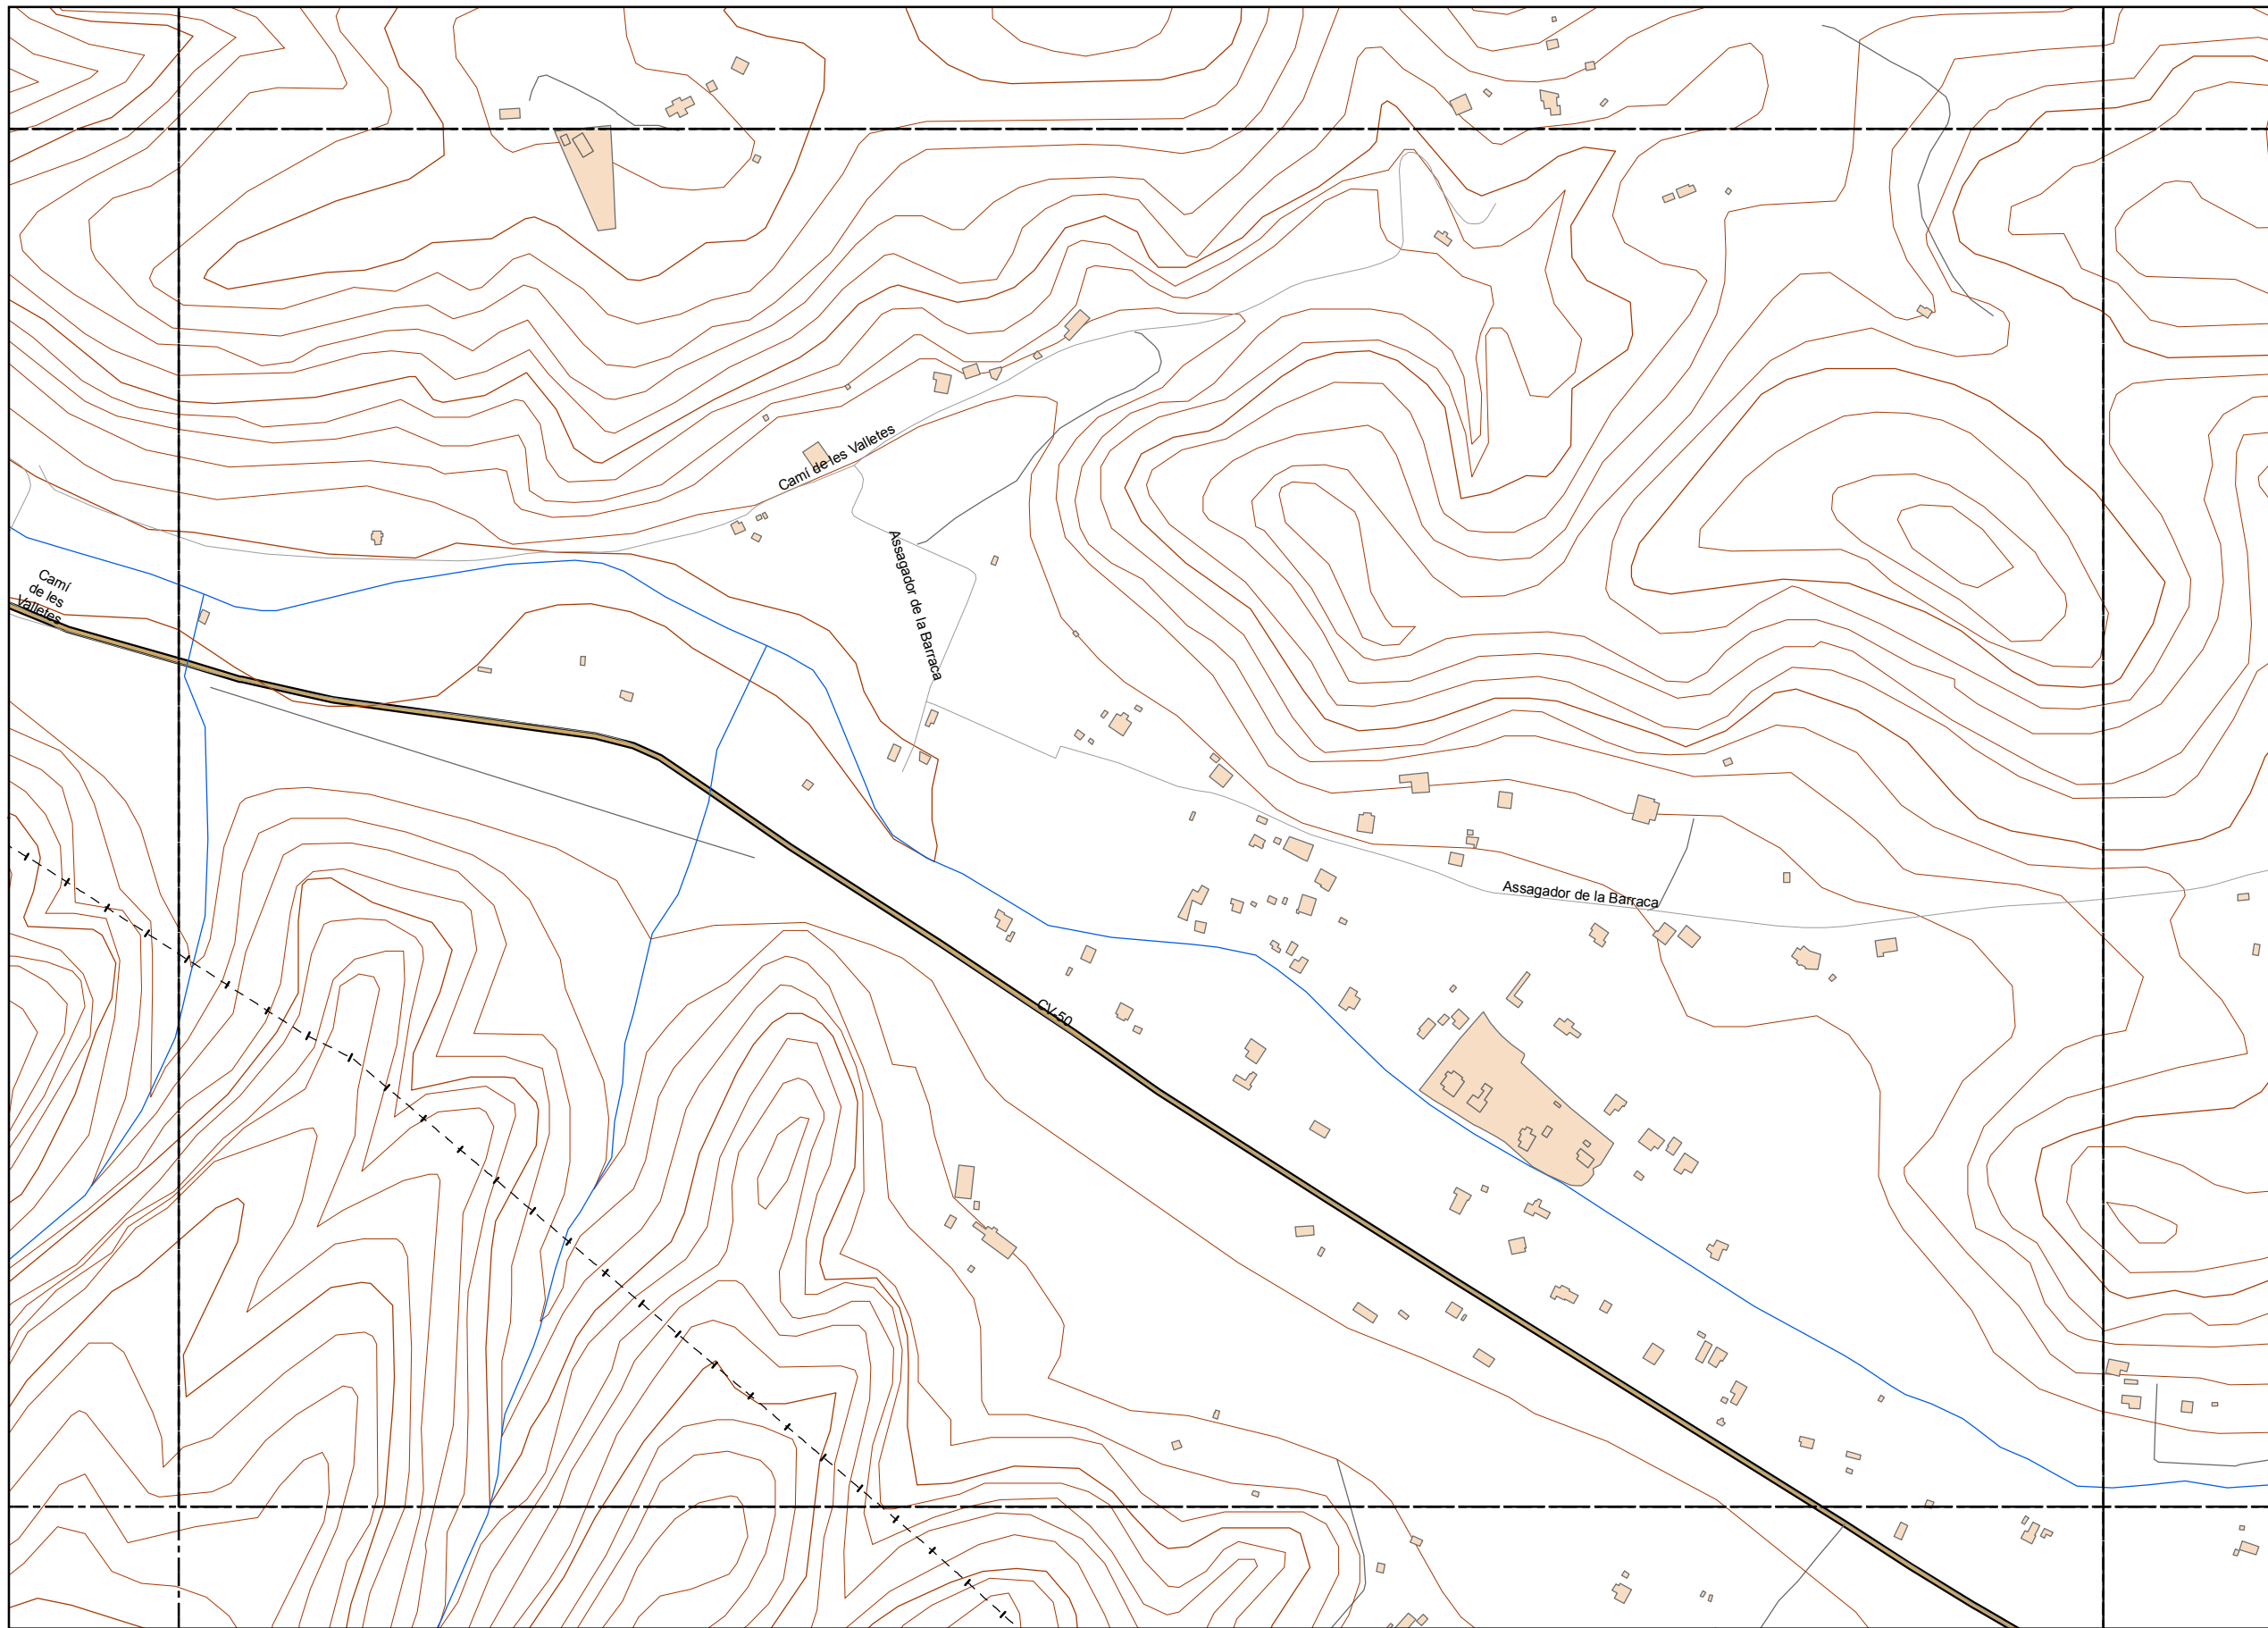 Camí de les Valletes
Assagador de la Barraca
Camí
de les
Valletes
Assagador de la Barraca
CV-50